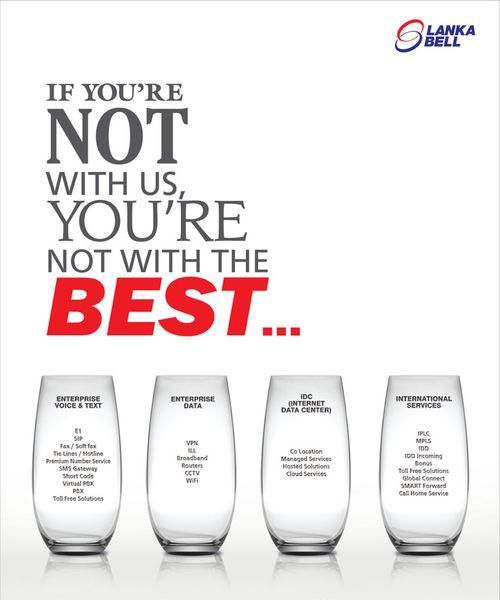 LANKA
BELL
IF YOU'RE
NOT
WITH US,
YOU'RE
NOT WITH THE
BEST...
ENTERPRISE
VOICE & TEXT
E1
SIP
Fax / Soft fax
Tie Lines / Hotline
Premium Number Service
SMS Gateway
Short Code
Virtual PBX
PBX
Toll Free Solutions
ENTERPRISE
DATA
VPN
ILL
Broadband
Routers
CCTV
WiFi
iDC
(INTERNET
DATA CENTER)
Co Location
Managed Services
Hosted Solutions
Cloud Services
INTERNATIONAL
SERVICES
IPLC
MPLS
IDD
IDD Incoming
Bonus
Toll Free Solutions
Global Connect
SMART Forward
Call Home Service